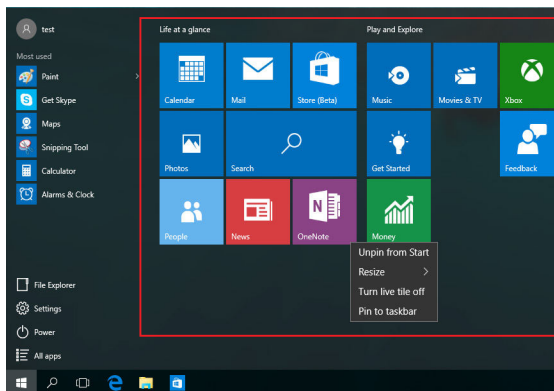 test
Most used
Paint
Get Skype
Maps
Snipping Tool
Calculator
Alarms & Clock
File Explorer
Settings
Power
All apps
Life at a glance
Play and Explore
Calendar
Mail
Store (Beta)
Music
Movies & TV
Xbox
Photos
Search
Get Started
Feedback
People
News
OneNote
Money
Unpin from Start
Resize
Turn live tile off
Pin to taskbar